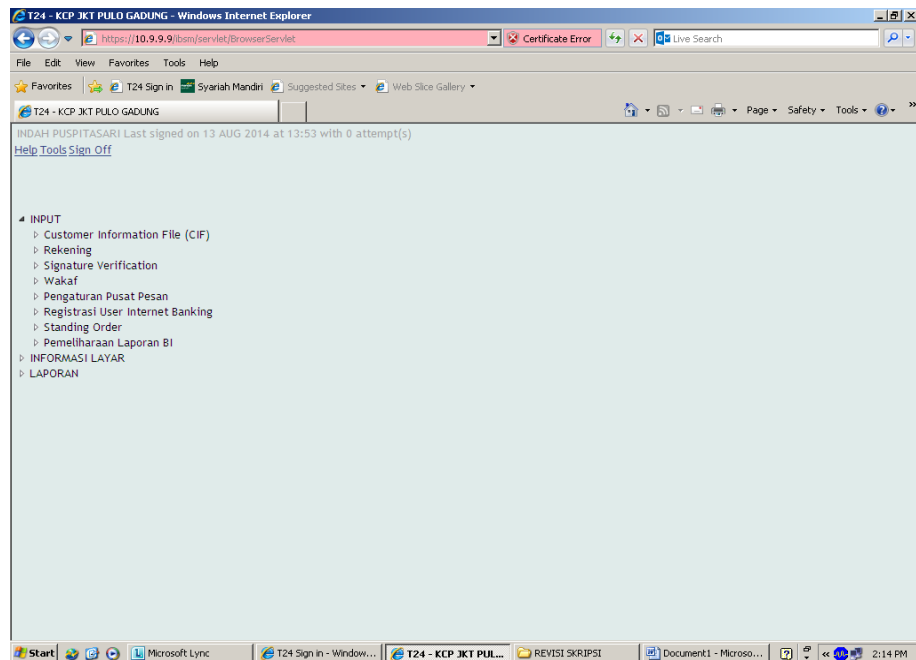 T24 - KCP JKT PULO GADUNG - Windows Internet Explorer
https://10.9.9.9/ibsm/servlet/BrowserServlet Certificate Error Live Search
File Edit View Favorites Tools Help
Favorites T24 Sign in Syariah Mandiri Suggested Sites Web Slice Gallery
T24 - KCP JKT PULO GADUNG Page Safety Tools »
INDAH PUSPITASARI Last signed on 13 AUG 2014 at 13:53 with 0 attempt(s)
Help Tools Sign Off
INPUT
Customer Information File (CIF)
Rekening
Signature Verification
Wakaf
Pengaturan Pusat Pesan
Registrasi User Internet Banking
Standing Order
Pemeliharaan Laporan BI
INFORMASI LAYAR
LAPORAN
Start Microsoft Lync T24 Sign in - Window... T24 - KCP JKT PUL... REVISI SKRIPSI Document1 - Microso... « 2:14 PM